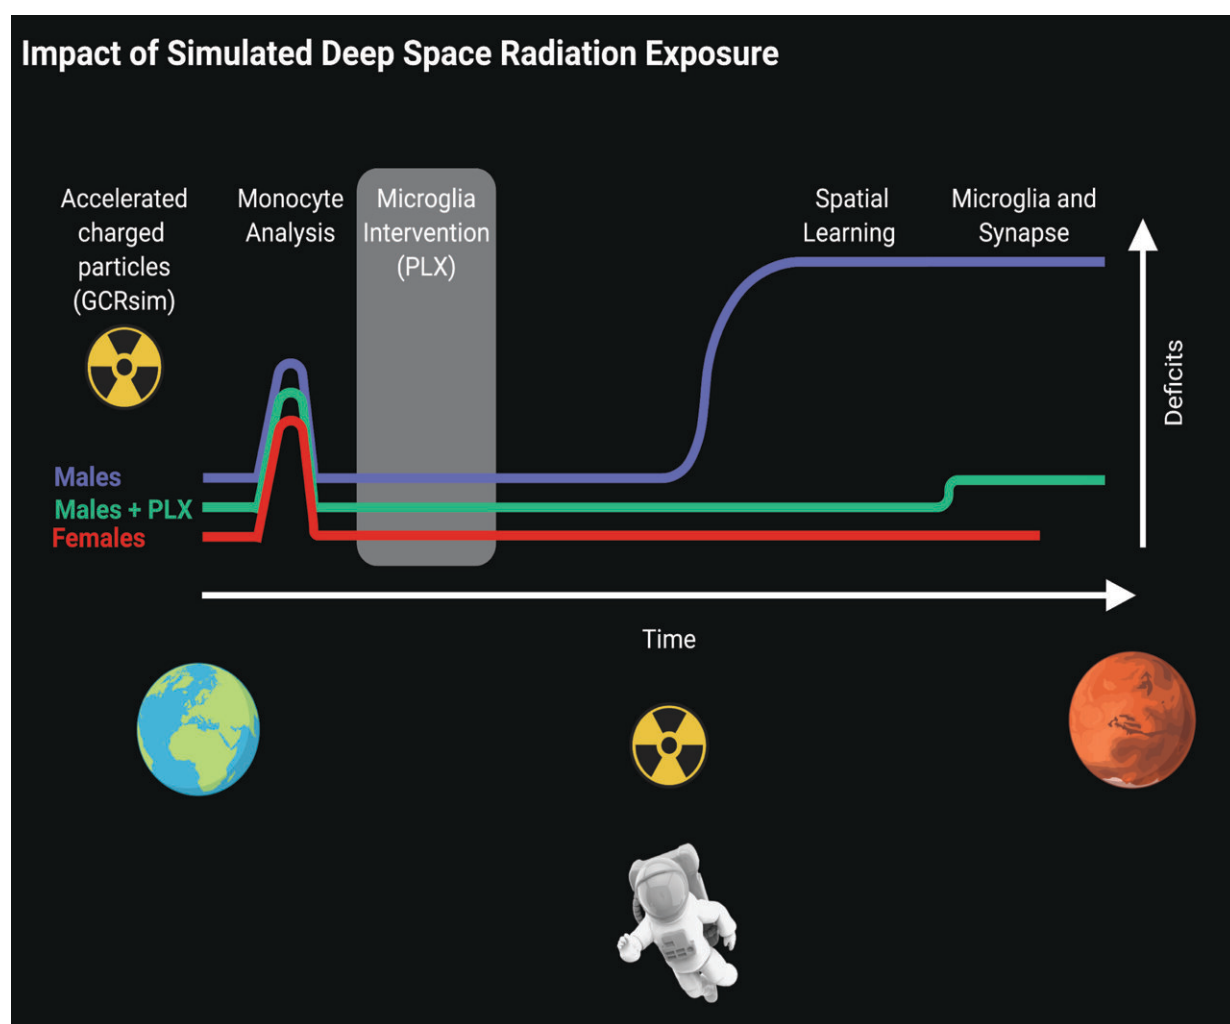 Impact of Simulated Deep Space Radiation Exposure
Accelerated
charged
particles
(GCRsim)
Monocyte
Analysis
Microglia
Intervention
(PLX)
Spatial
Learning
Microglia and
Synapse
Deficits
Males
Males + PLX
Females
Time